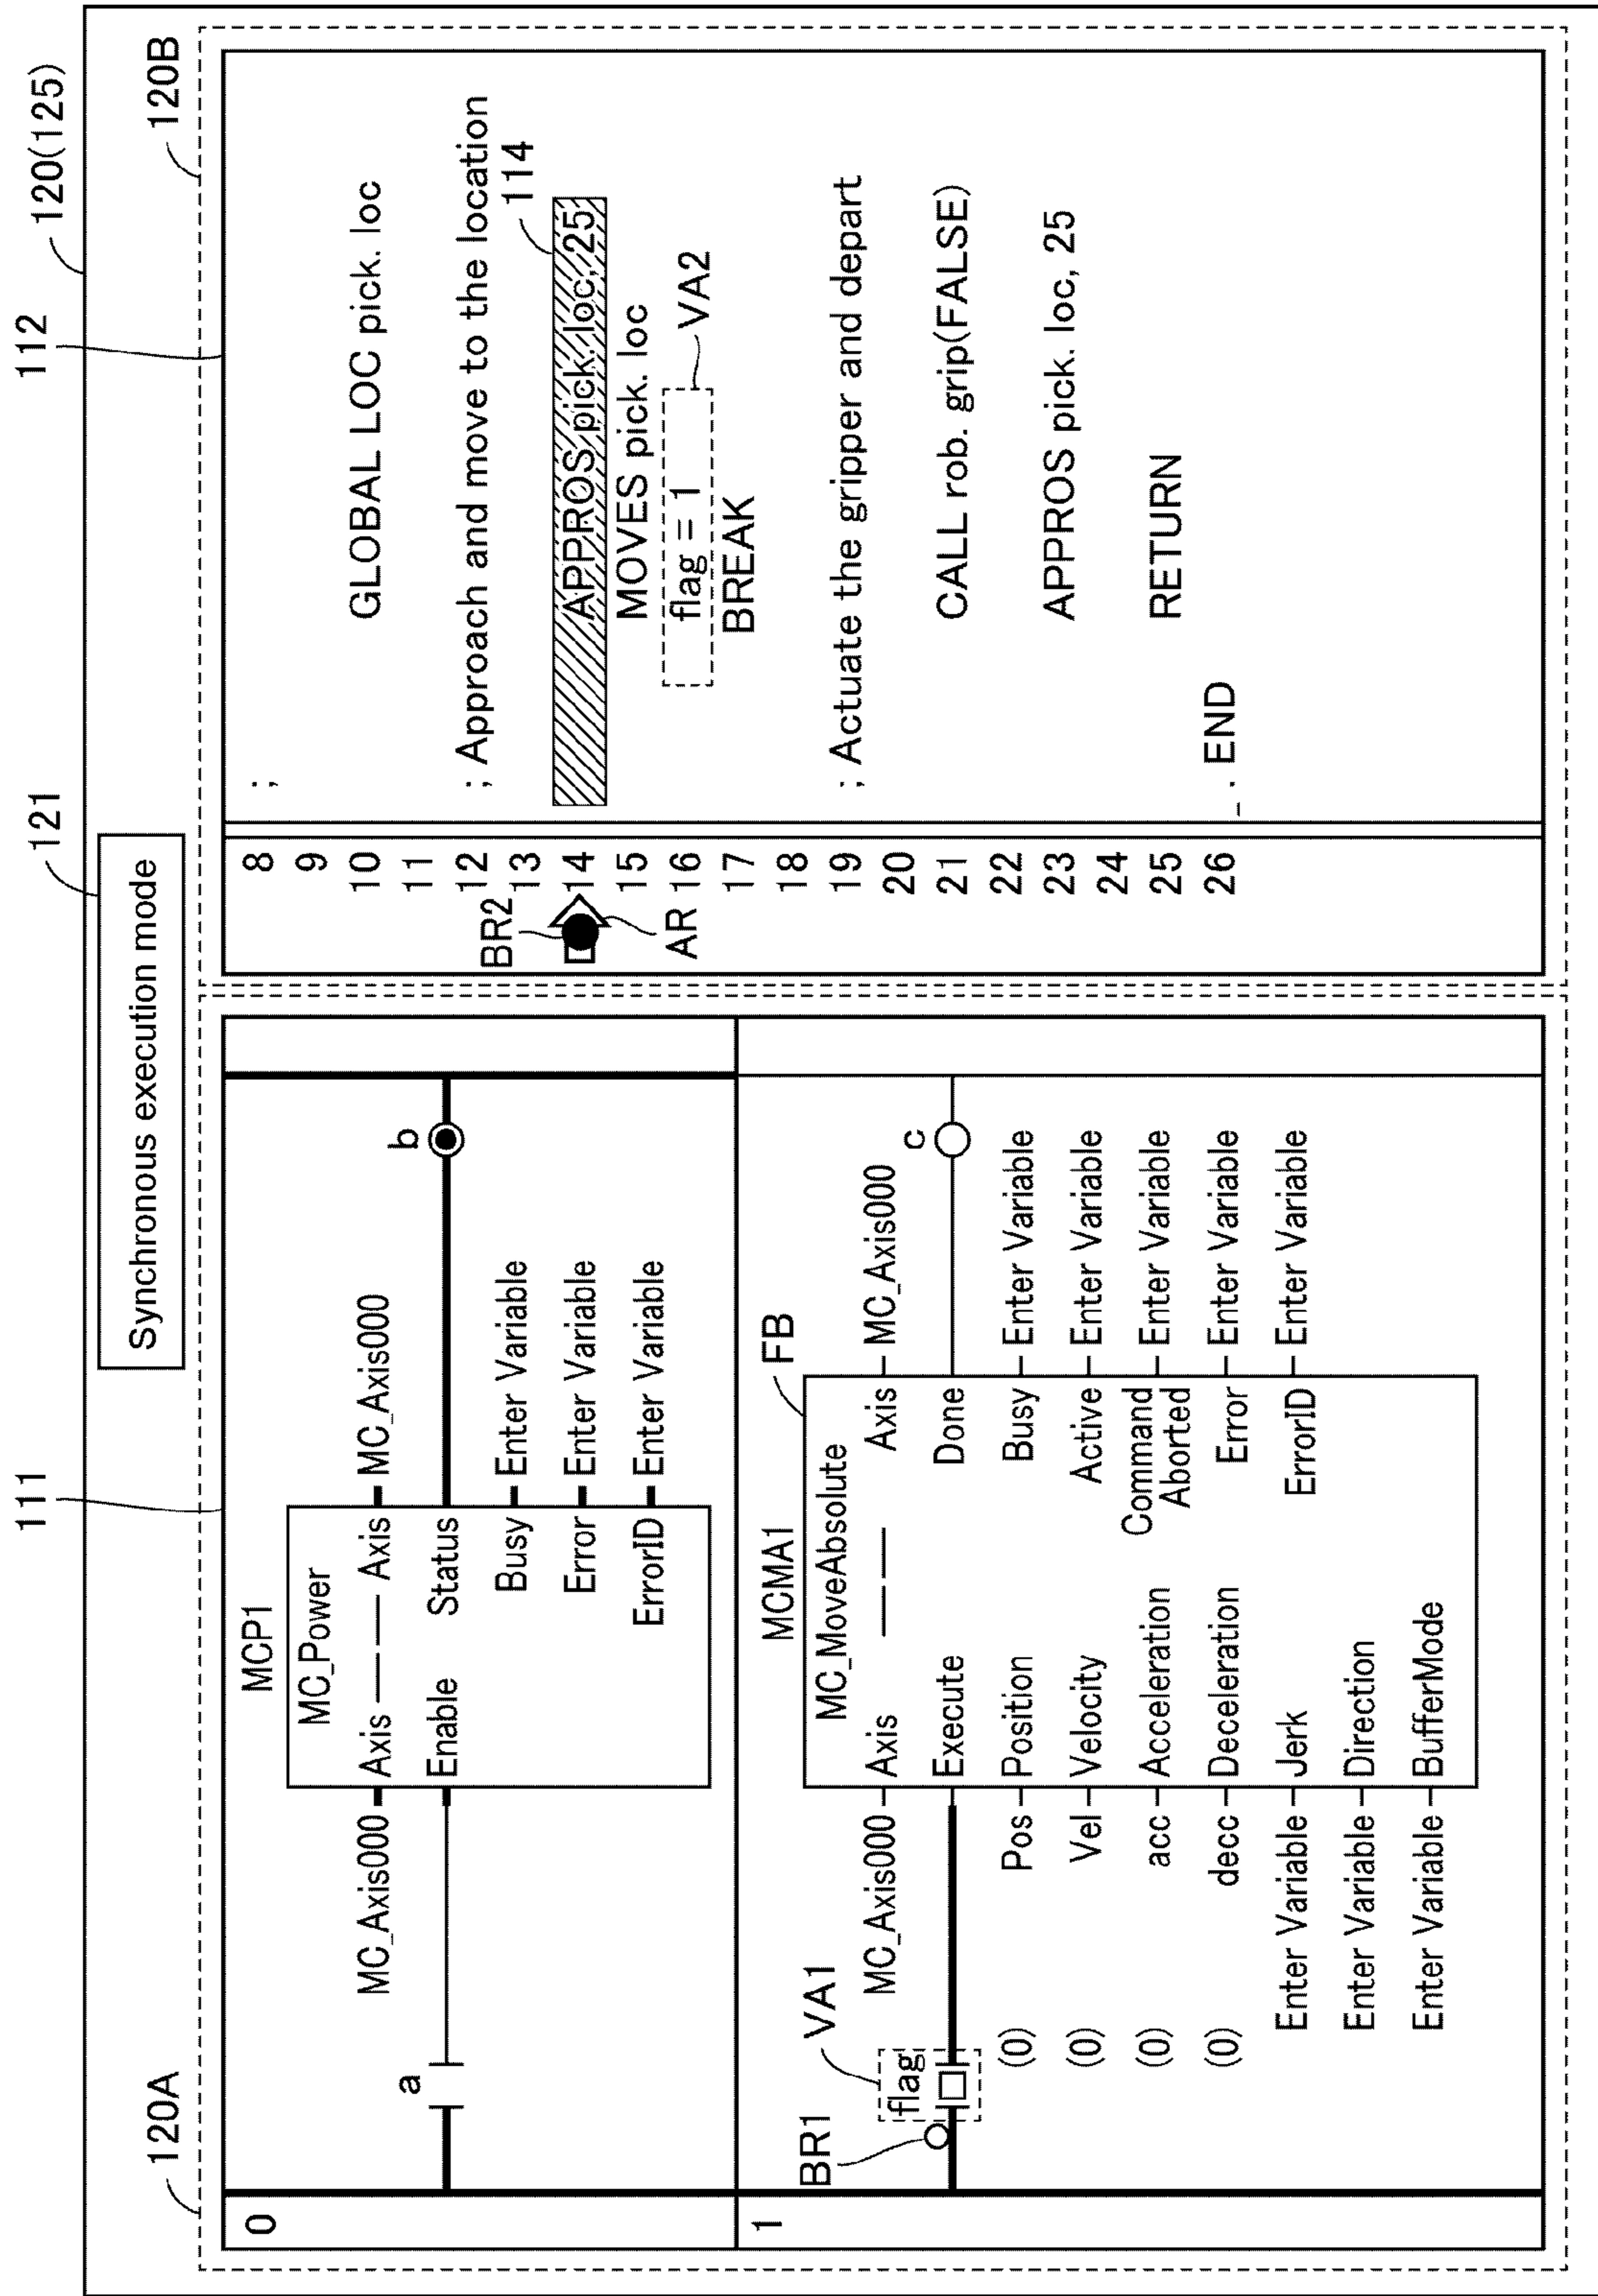 120(125)
121
Synchronous execution mode
120A
111
0
MCP1
MC_Power
a
MC_Axis000
Axis
Axis
MC_Axis000
Enable
Status
b
Busy
Enter Variable
Error
Enter Variable
ErrorID
Enter Variable
1
BR1
VA1
flag
MCMA1
FB
MC_MoveAbsolute
MC_Axis000
Axis
Axis
MC_Axis000
Execute
Done
c
(0)
Pos
Position
Busy
Enter Variable
(0)
Vel
Velocity
Active
Enter Variable
(0)
acc
Acceleration
Command
Aborted
Enter Variable
(0)
decc
Deceleration
Error
Enter Variable
Enter Variable
Jerk
ErrorID
Enter Variable
Enter Variable
Direction
Enter Variable
BufferMode
112
120B
8 ;
9
10 GLOBAL LOC pick. loc
11
12 ; Approach and move to the location
13
BR2
114
14 APPROS pick. loc, 25
AR
15 MOVES pick. loc
16 flag = 1
VA2
17 BREAK
18
19 ; Actuate the gripper and depart
20
21 CALL rob. grip(FALSE)
22
23 APPROS pick. loc, 25
24
25 RETURN
26 _. END